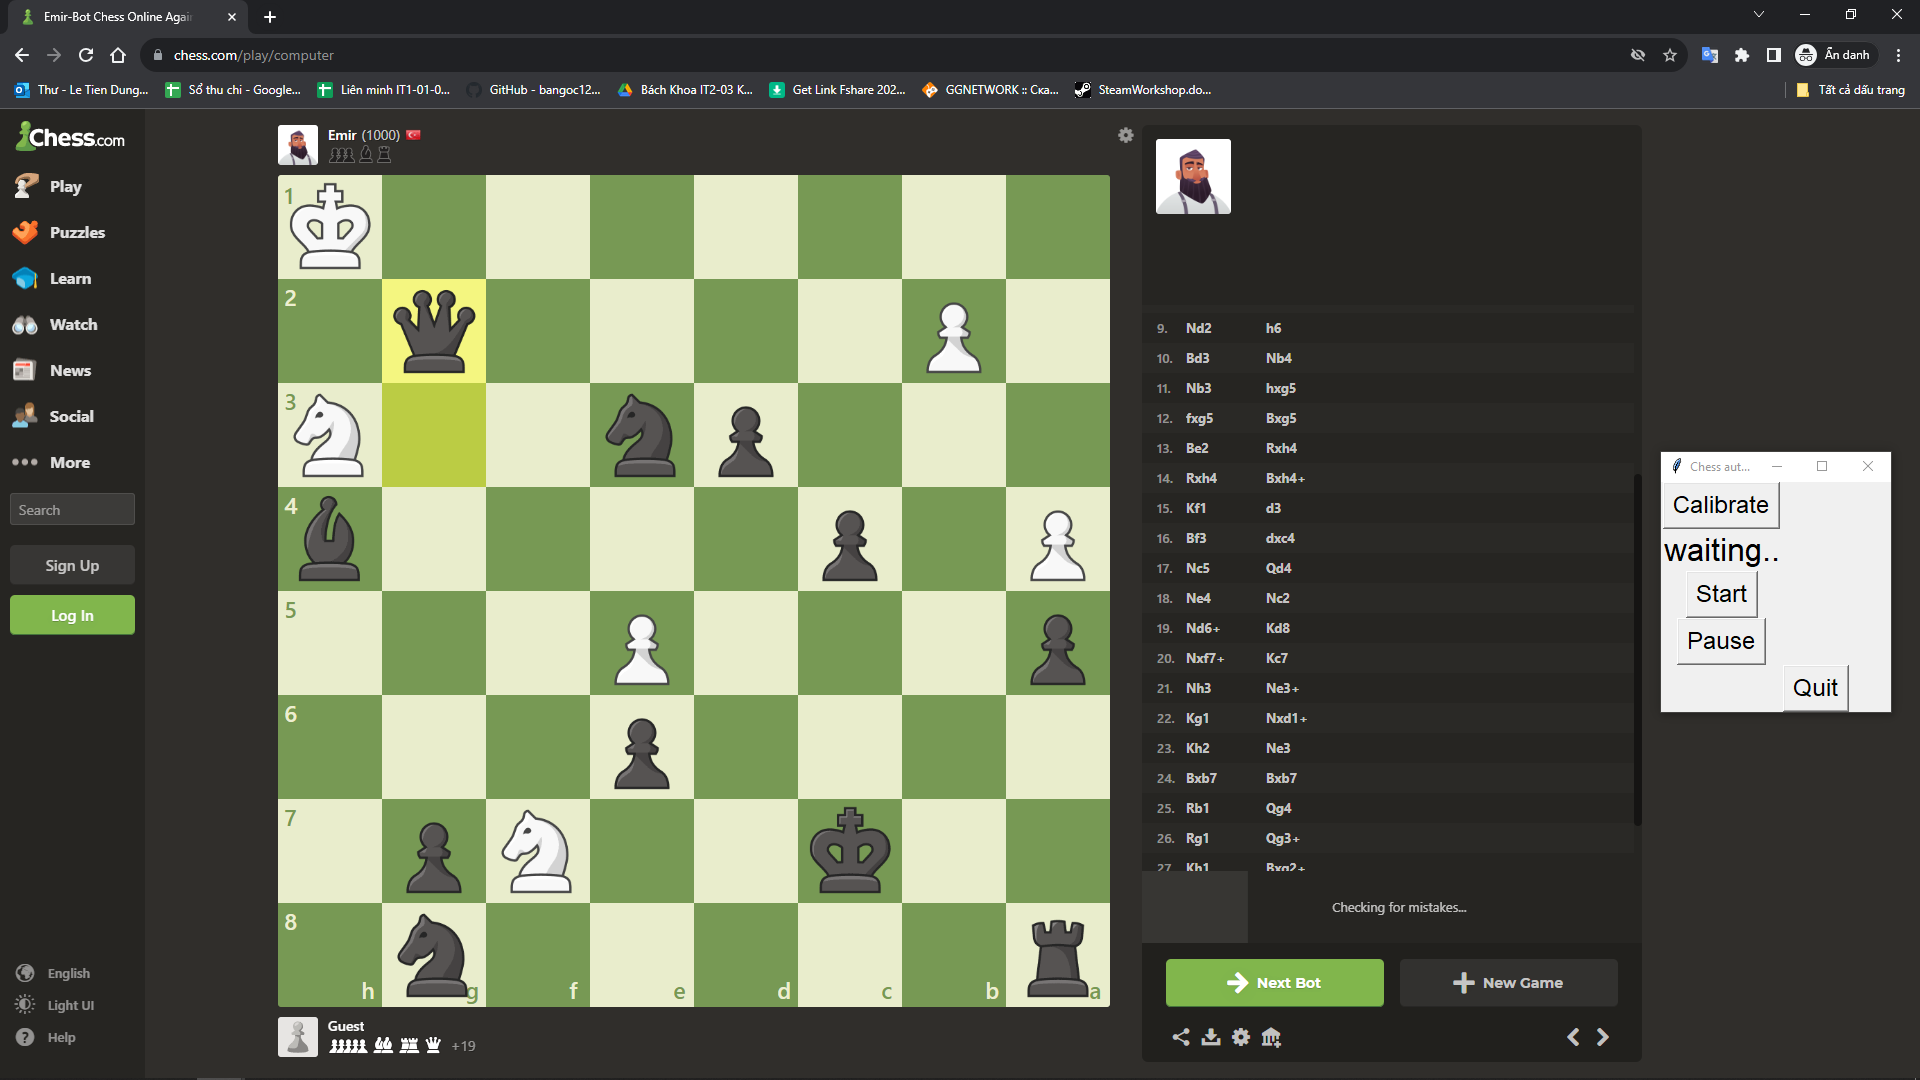 Emir-Bot Chess Online Again
chess.com/play/computer
Ẩn danh
Thư - Le Tien Dung...
Sổ thu chi - Google...
Liên minh IT1-01-0...
GitHub - bangoc12...
Bách Khoa IT2-03 K...
Get Link Fshare 202...
GGNETWORK :: Ска...
SteamWorkshop.do...
Tất cả dấu trang
Chess.com
Play
Puzzles
Learn
Watch
News
Social
More
Search
Sign Up
Log In
English
Light UI
Help
Emir (1000)
1
2
3
4
5
6
7
8
h g f e d c b a
Guest
+19
9. Nd2 h6
10. Bd3 Nb4
11. Nb3 hxg5
12. fxg5 Bxg5
13. Be2 Rxh4
14. Rxh4 Bxh4+
15. Kf1 d3
16. Bf3 dxc4
17. Nc5 Qd4
18. Ne4 Nc2
19. Nd6+ Kd8
20. Nxf7+ Kc7
21. Nh3 Ne3+
22. Kg1 Nxd1+
23. Kh2 Ne3
24. Bxb7 Bxb7
25. Rb1 Qg4
26. Rg1 Qg3+
27. Kh1 Bxg2+
Checking for mistakes...
Next Bot
New Game
Chess aut...
Calibrate
waiting..
Start
Pause
Quit